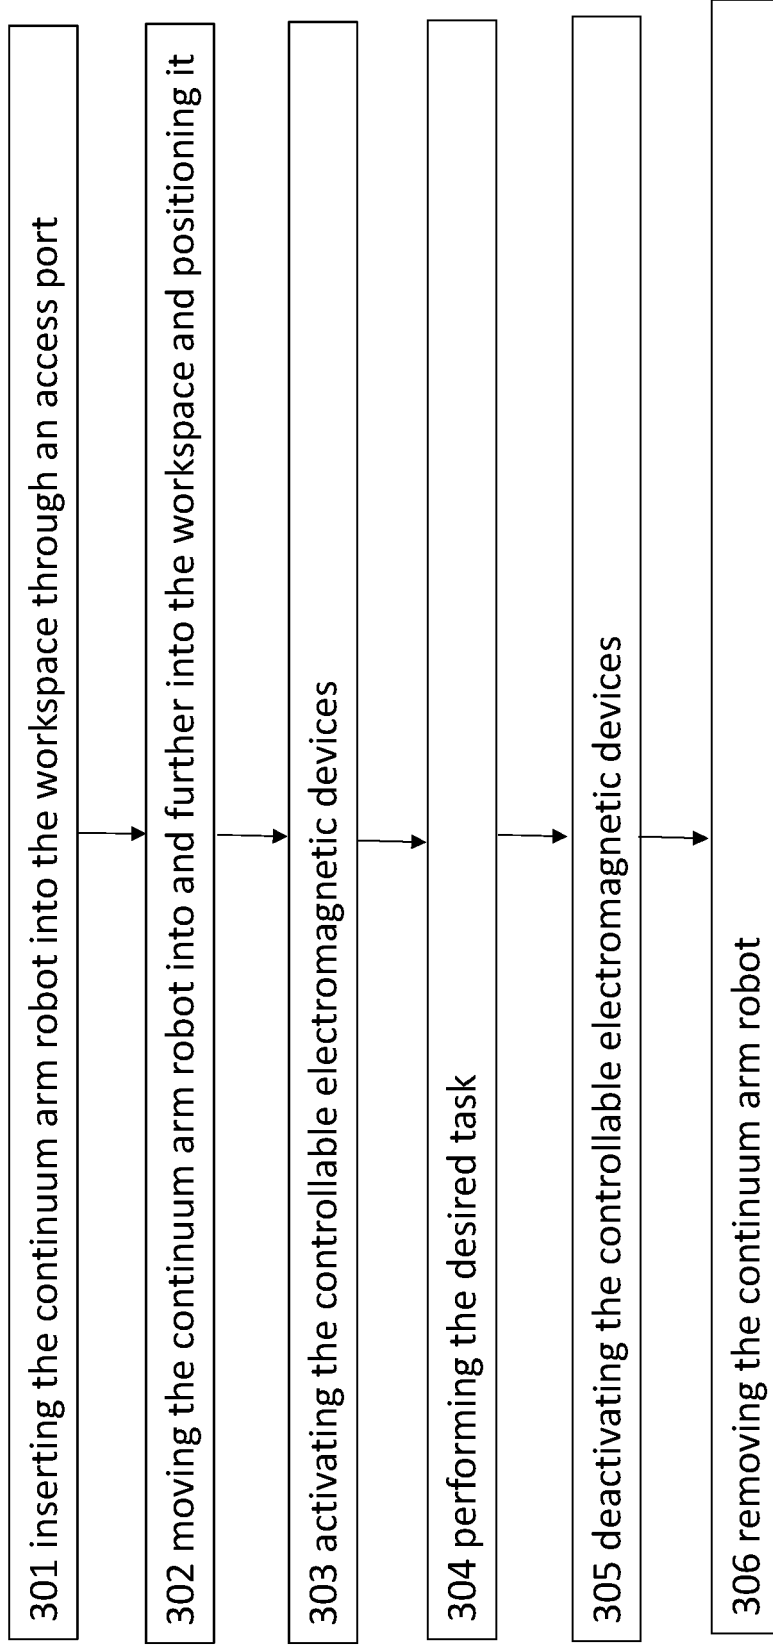 301 inserting the continuum arm robot into the workspace through an access port
302 moving the continuum arm robot into and further into the workspace and positioning it
303 activating the controllable electromagnetic devices
304 performing the desired task
305 deactivating the controllable electromagnetic devices
306 removing the continuum arm robot